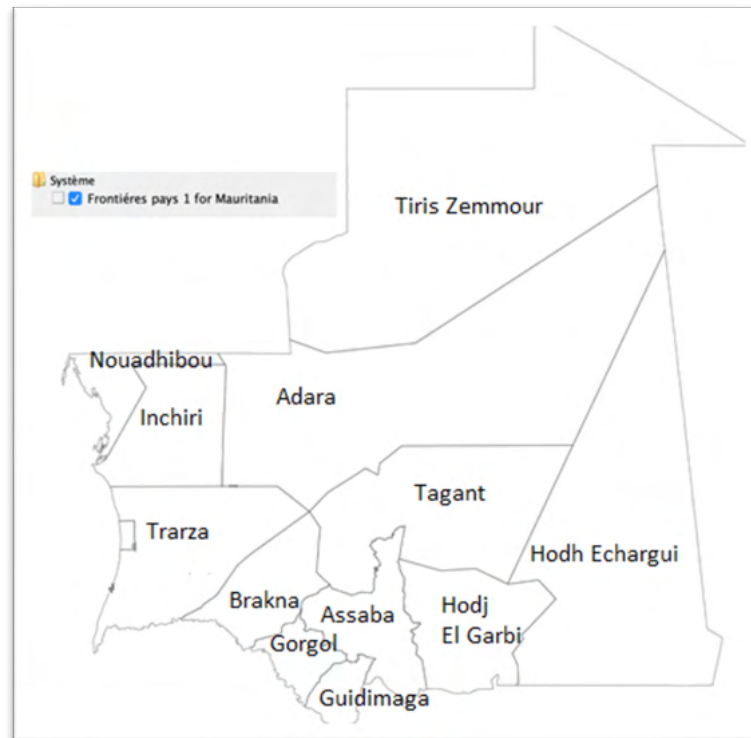 Système
Frontiéres pays 1 for Mauritania
Tiris Zemmour
Nouadhibou
Inchiri
Adara
Tagant
Trarza
Hodh Echargui
Brakna
Assaba
Hodj
El Garbi
Gorgol
Guidimaga